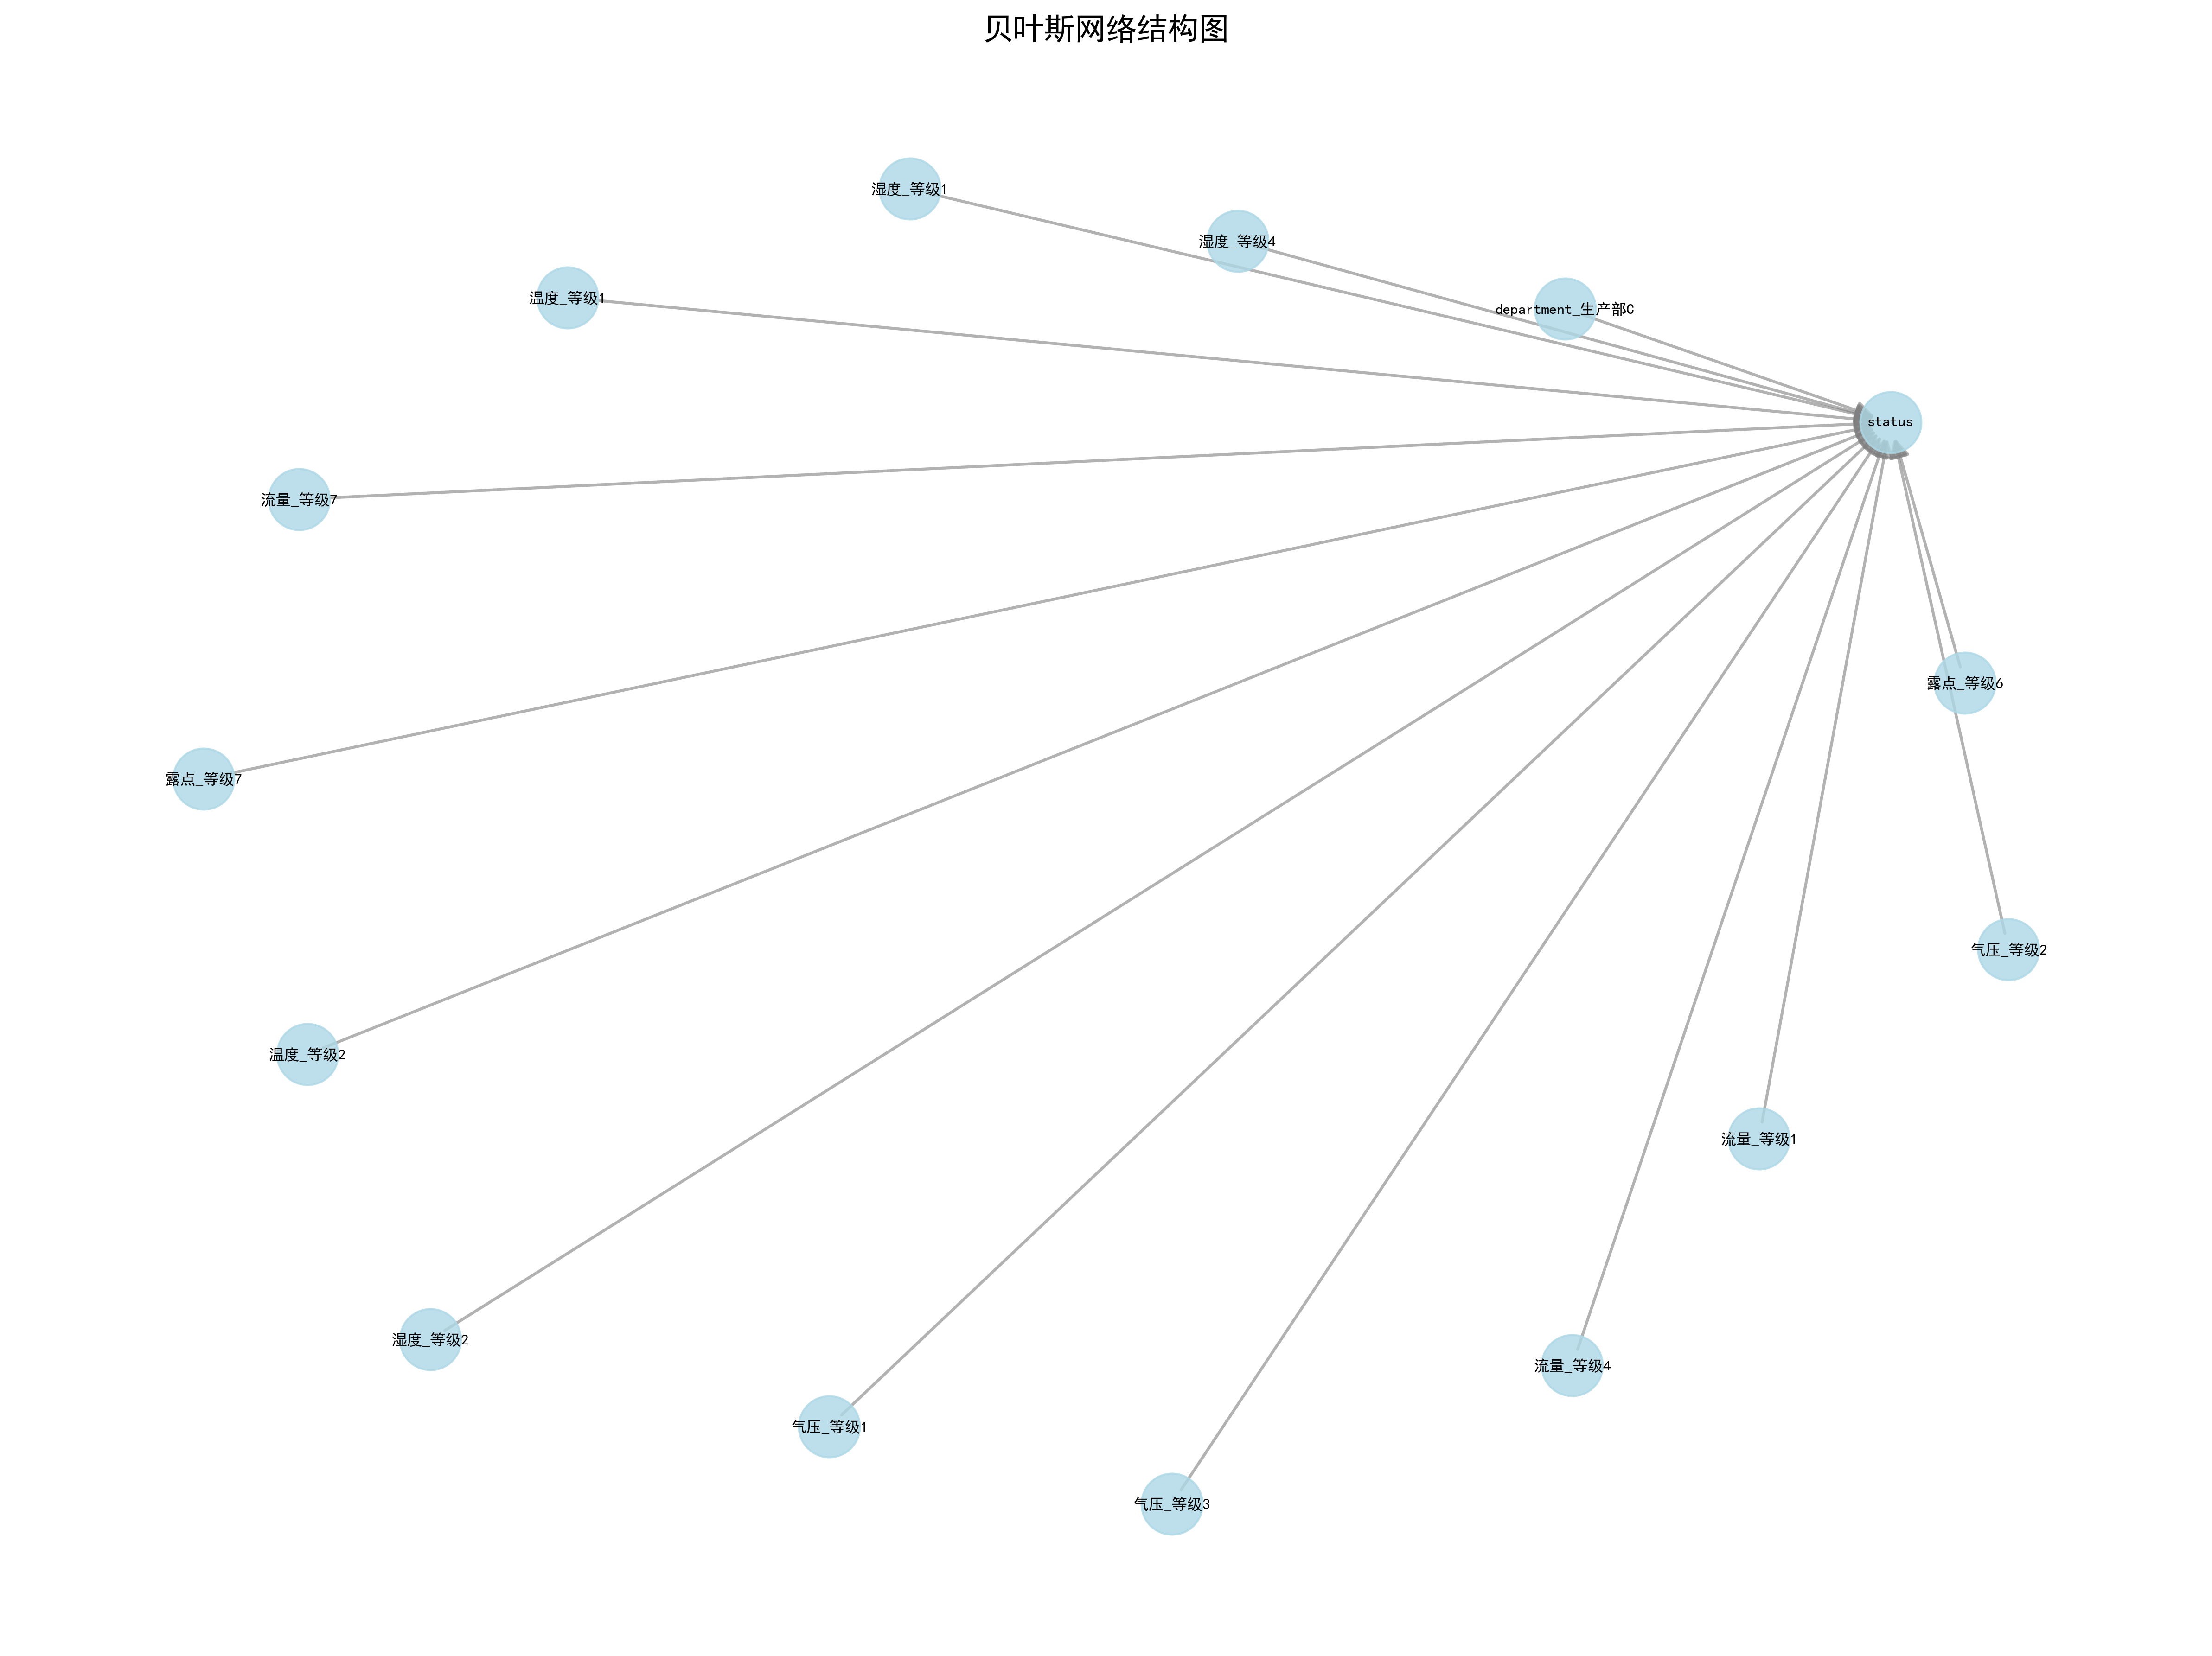 贝叶斯网络结构图
湿度_等级1
湿度_等级4
温度_等级1
department_生产部C
status
流量_等级7
露点_等级6
露点_等级7
气压_等级2
温度_等级2
流量_等级1
湿度_等级2
流量_等级4
气压_等级1
气压_等级3